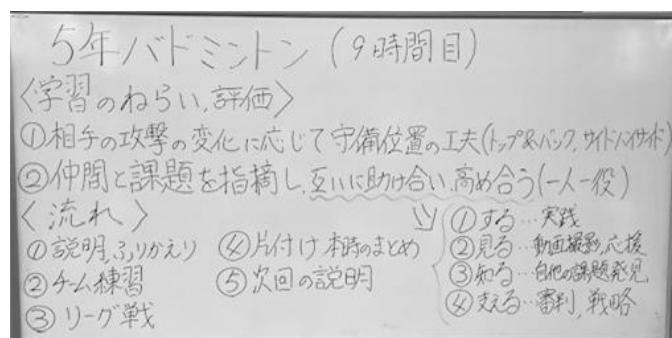 5年バドミントン(9時間目)
〈学習のねらい、評価〉
①相手の攻撃の変化に応じて守備位置の工夫(トップ&バック、サイドバイサイド)
②仲間と課題を指摘し、互いに助け合い、高め合う(一人一役)
〈流れ〉
①説明、ふりかえり
②チーム練習
③リーグ戦
④片付け、本時のまとめ
⑤次回の説明
①する…実践
②見る…動画撮影、応援
③知る…自他の課題発見
④支える…審判、戦略